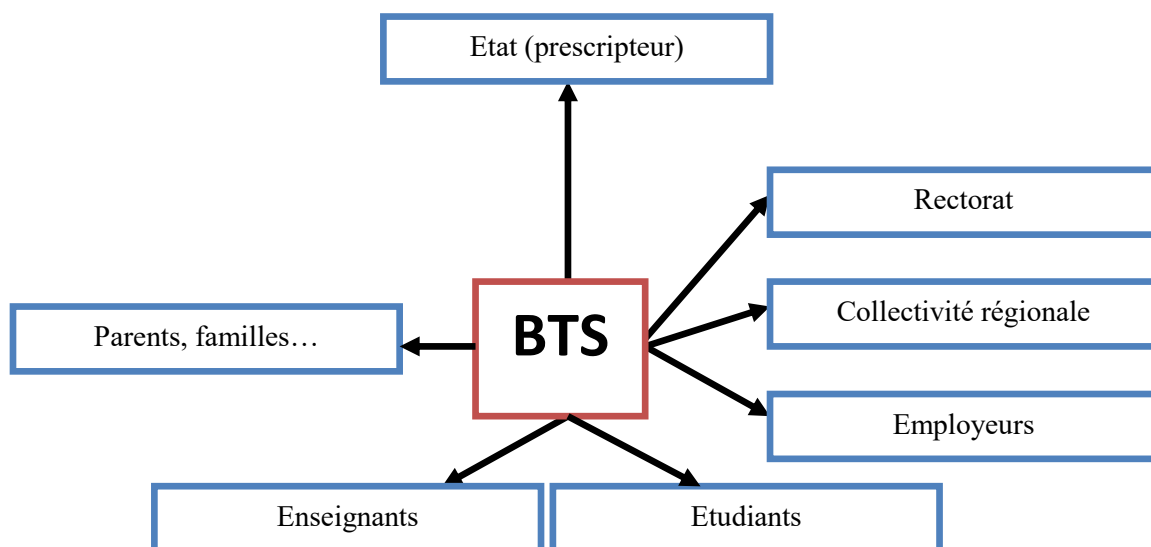 Etat (prescripteur)
Rectorat
Collectivité régionale
BTS
Parents, familles…
Employeurs
Enseignants
Etudiants